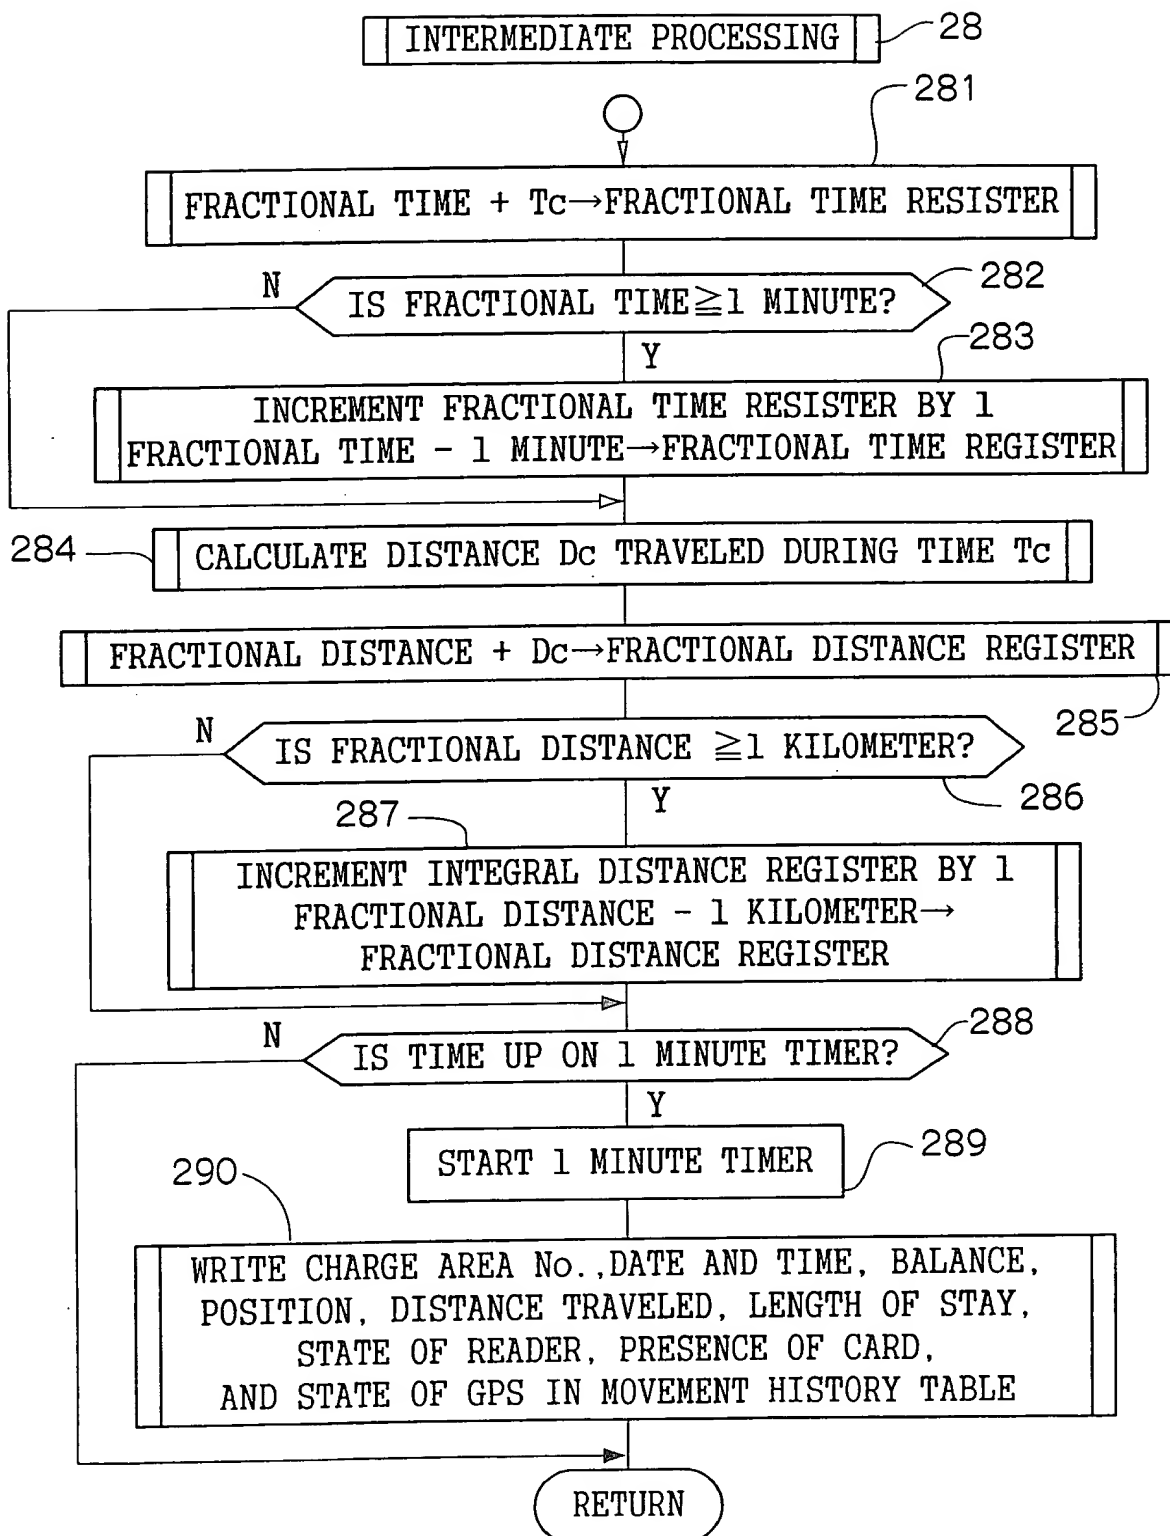 INTERMEDIATE PROCESSING
28
281
FRACTIONAL TIME + Tc→FRACTIONAL TIME RESISTER
N
IS FRACTIONAL TIME≧1 MINUTE?
282
Y
283
INCREMENT FRACTIONAL TIME RESISTER BY 1
FRACTIONAL TIME - 1 MINUTE→FRACTIONAL TIME REGISTER
284
CALCULATE DISTANCE Dc TRAVELED DURING TIME Tc
FRACTIONAL DISTANCE + Dc→FRACTIONAL DISTANCE REGISTER
285
N
IS FRACTIONAL DISTANCE ≧1 KILOMETER?
286
Y
287
INCREMENT INTEGRAL DISTANCE REGISTER BY 1
FRACTIONAL DISTANCE - 1 KILOMETER→
FRACTIONAL DISTANCE REGISTER
N
IS TIME UP ON 1 MINUTE TIMER?
288
Y
START 1 MINUTE TIMER
289
290
WRITE CHARGE AREA No.,DATE AND TIME, BALANCE,
POSITION, DISTANCE TRAVELED, LENGTH OF STAY,
STATE OF READER, PRESENCE OF CARD,
AND STATE OF GPS IN MOVEMENT HISTORY TABLE
RETURN